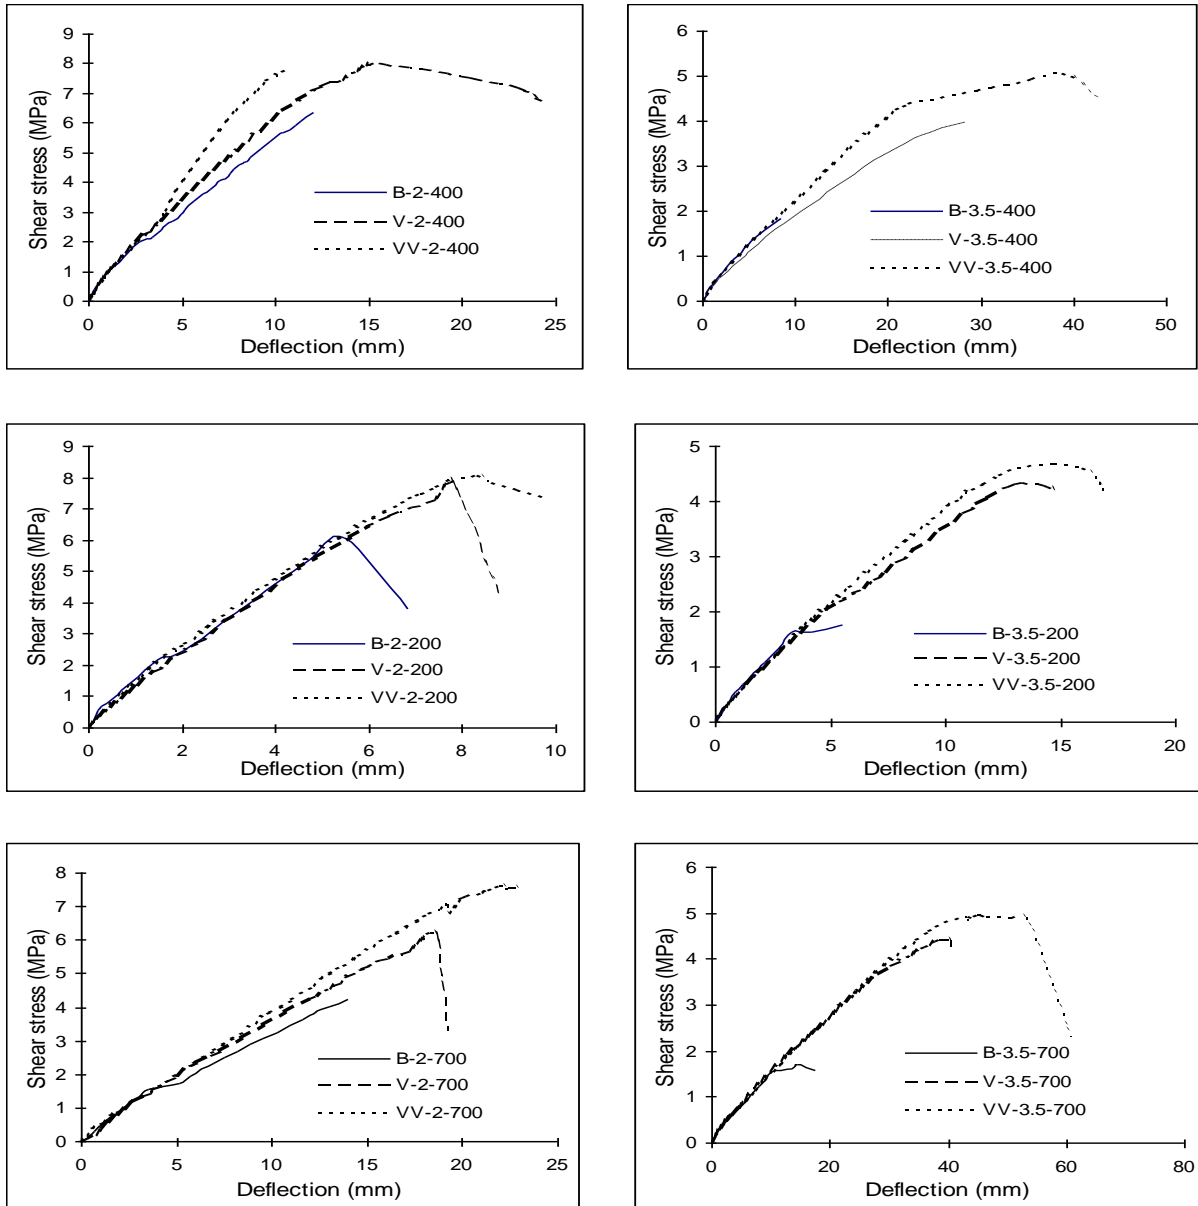 9
8
7
6
5
4
3
2
1
0
Shear stress (MPa)
B-2-400
V-2-400
VV-2-400
0 5 10 15 20 25
Deflection (mm)
6
5
4
3
2
1
0
Shear stress (MPa)
B-3.5-400
V-3.5-400
VV-3.5-400
0 10 20 30 40 50
Deflection (mm)
9
8
7
6
5
4
3
2
1
0
Shear stress (MPa)
B-2-200
V-2-200
VV-2-200
0 2 4 6 8 10
Deflection (mm)
5
4
3
2
1
0
Shear stress (MPa)
B-3.5-200
V-3.5-200
VV-3.5-200
0 5 10 15 20
Deflection (mm)
8
7
6
5
4
3
2
1
0
Shear stress (MPa)
B-2-700
V-2-700
VV-2-700
0 5 10 15 20 25
Deflection (mm)
6
5
4
3
2
1
0
Shear stress (MPa)
B-3.5-700
V-3.5-700
VV-3.5-700
0 20 40 60 80
Deflection (mm)